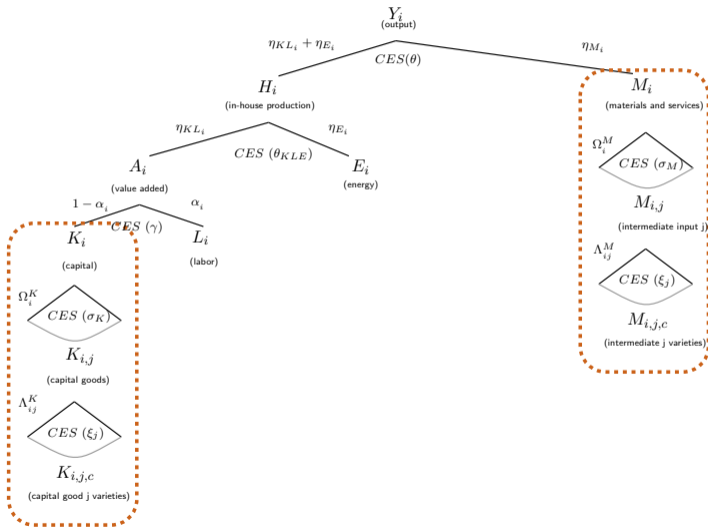 Y_i
(output)
η_{KL_i} + η_{E_i}
η_{M_i}
CES(θ)
H_i
(in-house production)
M_i
(materials and services)
η_{KL_i}
η_{E_i}
CES (θ_{KLE})
Ω_i^M
CES (σ_M)
A_i
(value added)
E_i
(energy)
M_{i,j}
(intermediate input j)
1 − α_i
α_i
CES (γ)
K_i
(capital)
L_i
(labor)
Λ_{ij}^M
CES (ξ_j)
Ω_i^K
CES (σ_K)
M_{i,j,c}
(intermediate j varieties)
K_{i,j}
(capital goods)
Λ_{ij}^K
CES (ξ_j)
K_{i,j,c}
(capital good j varieties)